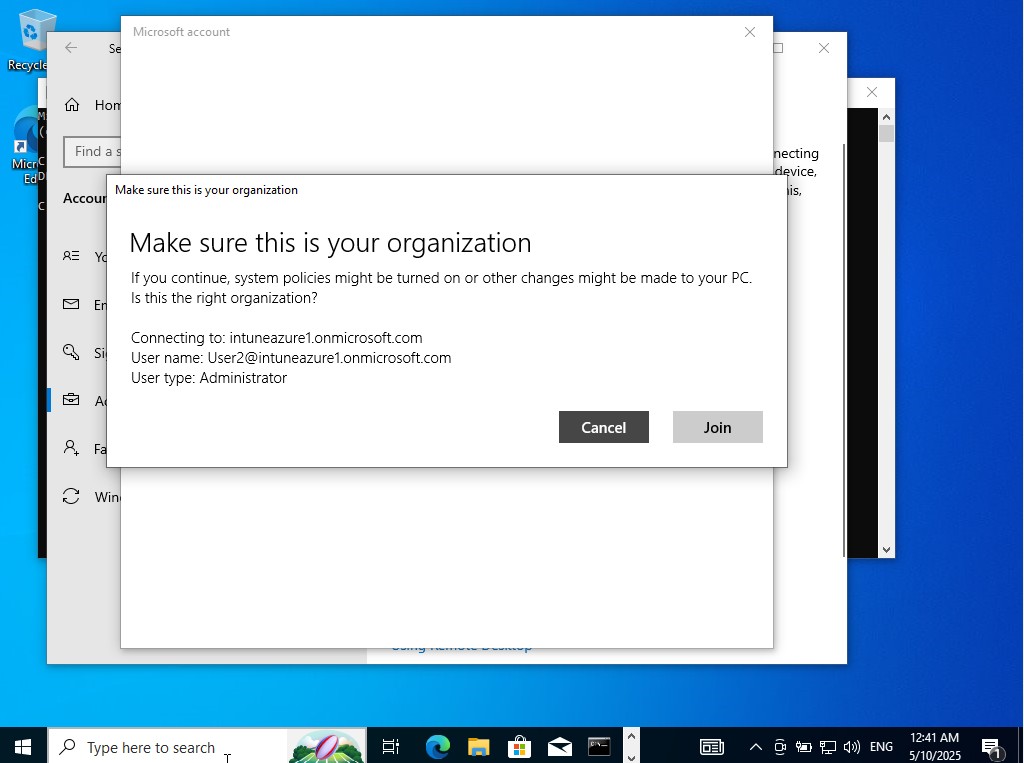 Recycle
Microsoft account
Se
Hom
Find a s
Accour
Yo
En
Si
Ac
Fa
Wind
Micr
Ed
necting
device,
his,
Make sure this is your organization
Make sure this is your organization
If you continue, system policies might be turned on or other changes might be made to your PC.
Is this the right organization?
Connecting to: intuneazure1.onmicrosoft.com
User name: User2@intuneazure1.onmicrosoft.com
User type: Administrator
Cancel
Join
Using Remote Desktop
Type here to search
ENG
12:41 AM
5/10/2025
1